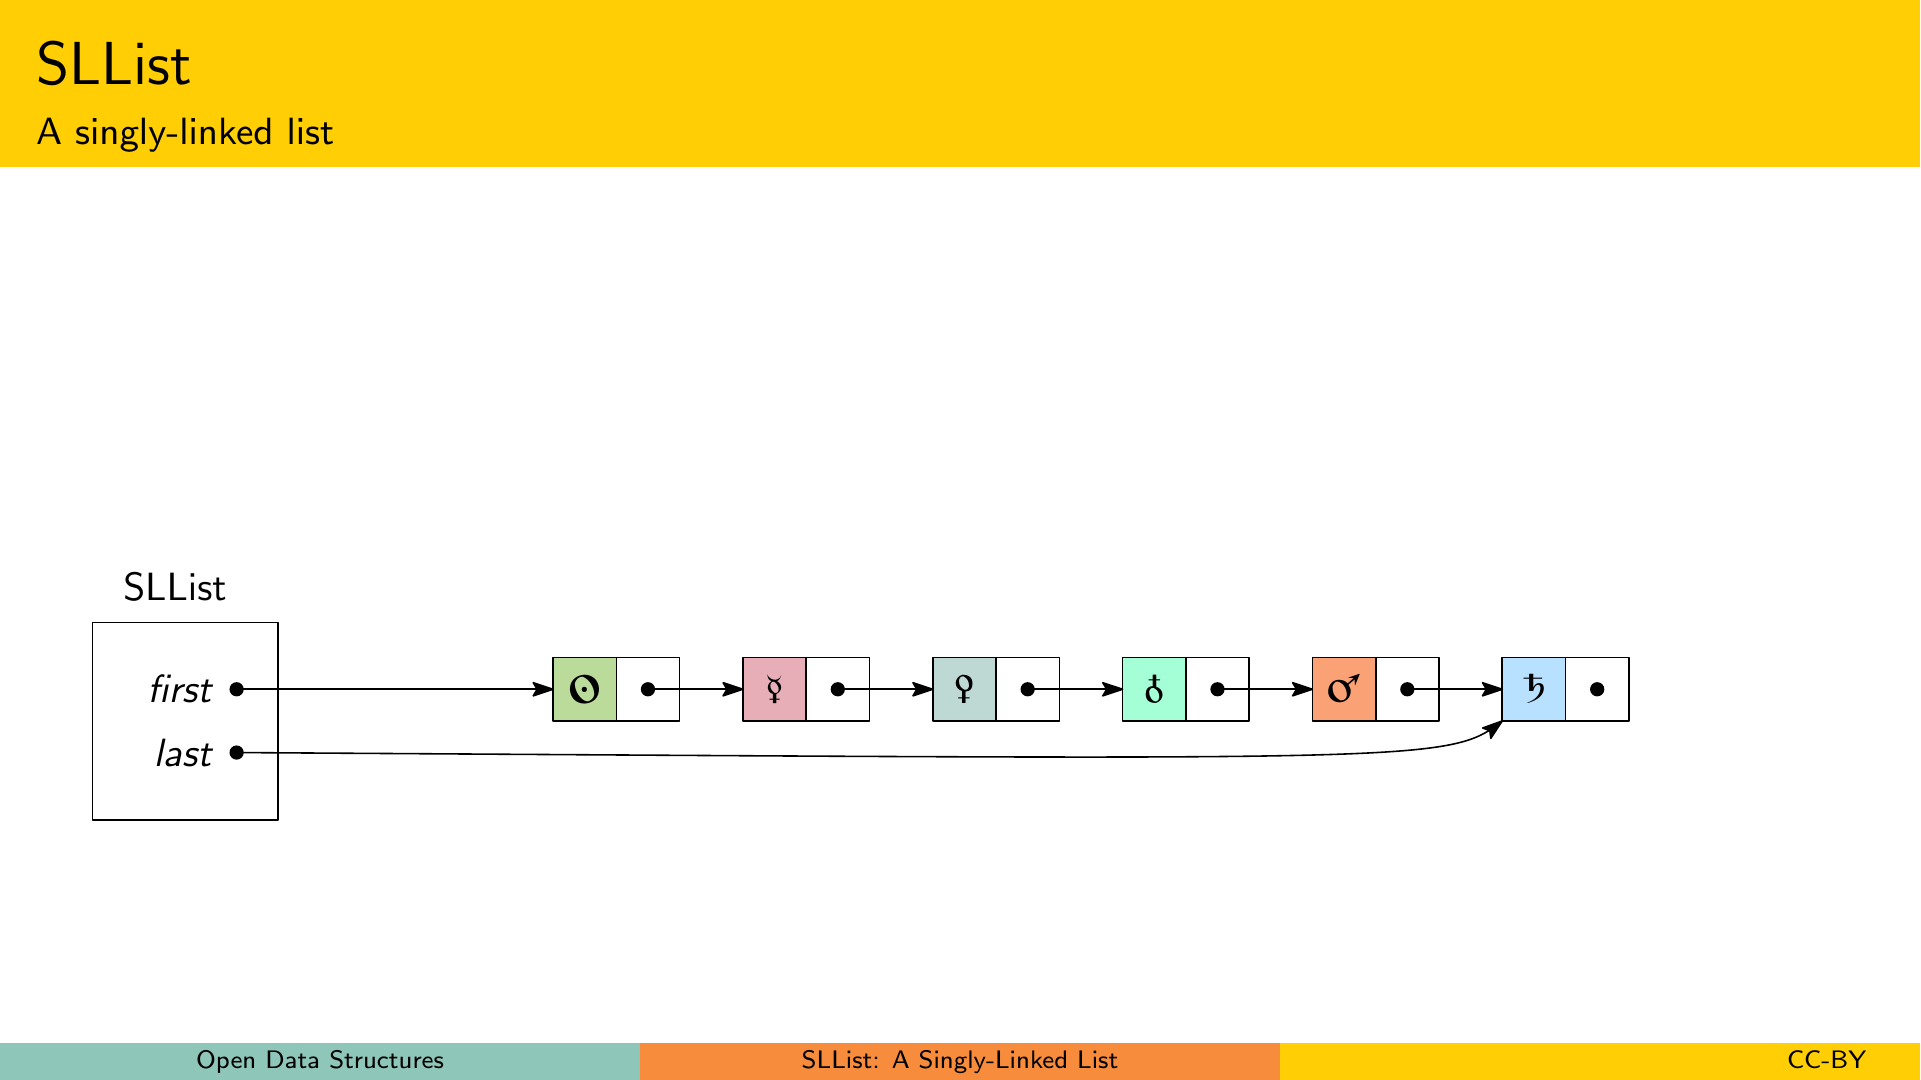 SLList
A singly-linked list
SLList
first
☉ ☿ ♀ ♁ ♂ ♄
last
Open Data Structures
SLList: A Singly-Linked List
CC-BY